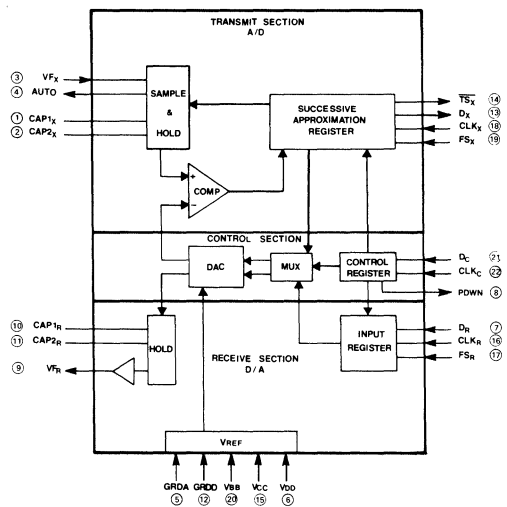 TRANSMIT SECTION
A/D
③ VFX
④ AUTO
① CAP1X
② CAP2X
SAMPLE
&
HOLD
SUCCESSIVE
APPROXIMATION
REGISTER
TSX ⑭
DX ⑬
CLKX ⑱
FSX ⑲
+
COMP
−
CONTROL SECTION
DAC
MUX
CONTROL
REGISTER
DC ㉑
CLKC ㉒
PDWN ⑧
⑩ CAP1R
⑪ CAP2R
⑨ VFR
HOLD
RECEIVE SECTION
D/A
INPUT
REGISTER
DR ⑦
CLKR ⑯
FSR ⑰
VREF
GRDA GRDD VBB VCC VDD
⑤ ⑫ ⑳ ⑮ ⑥